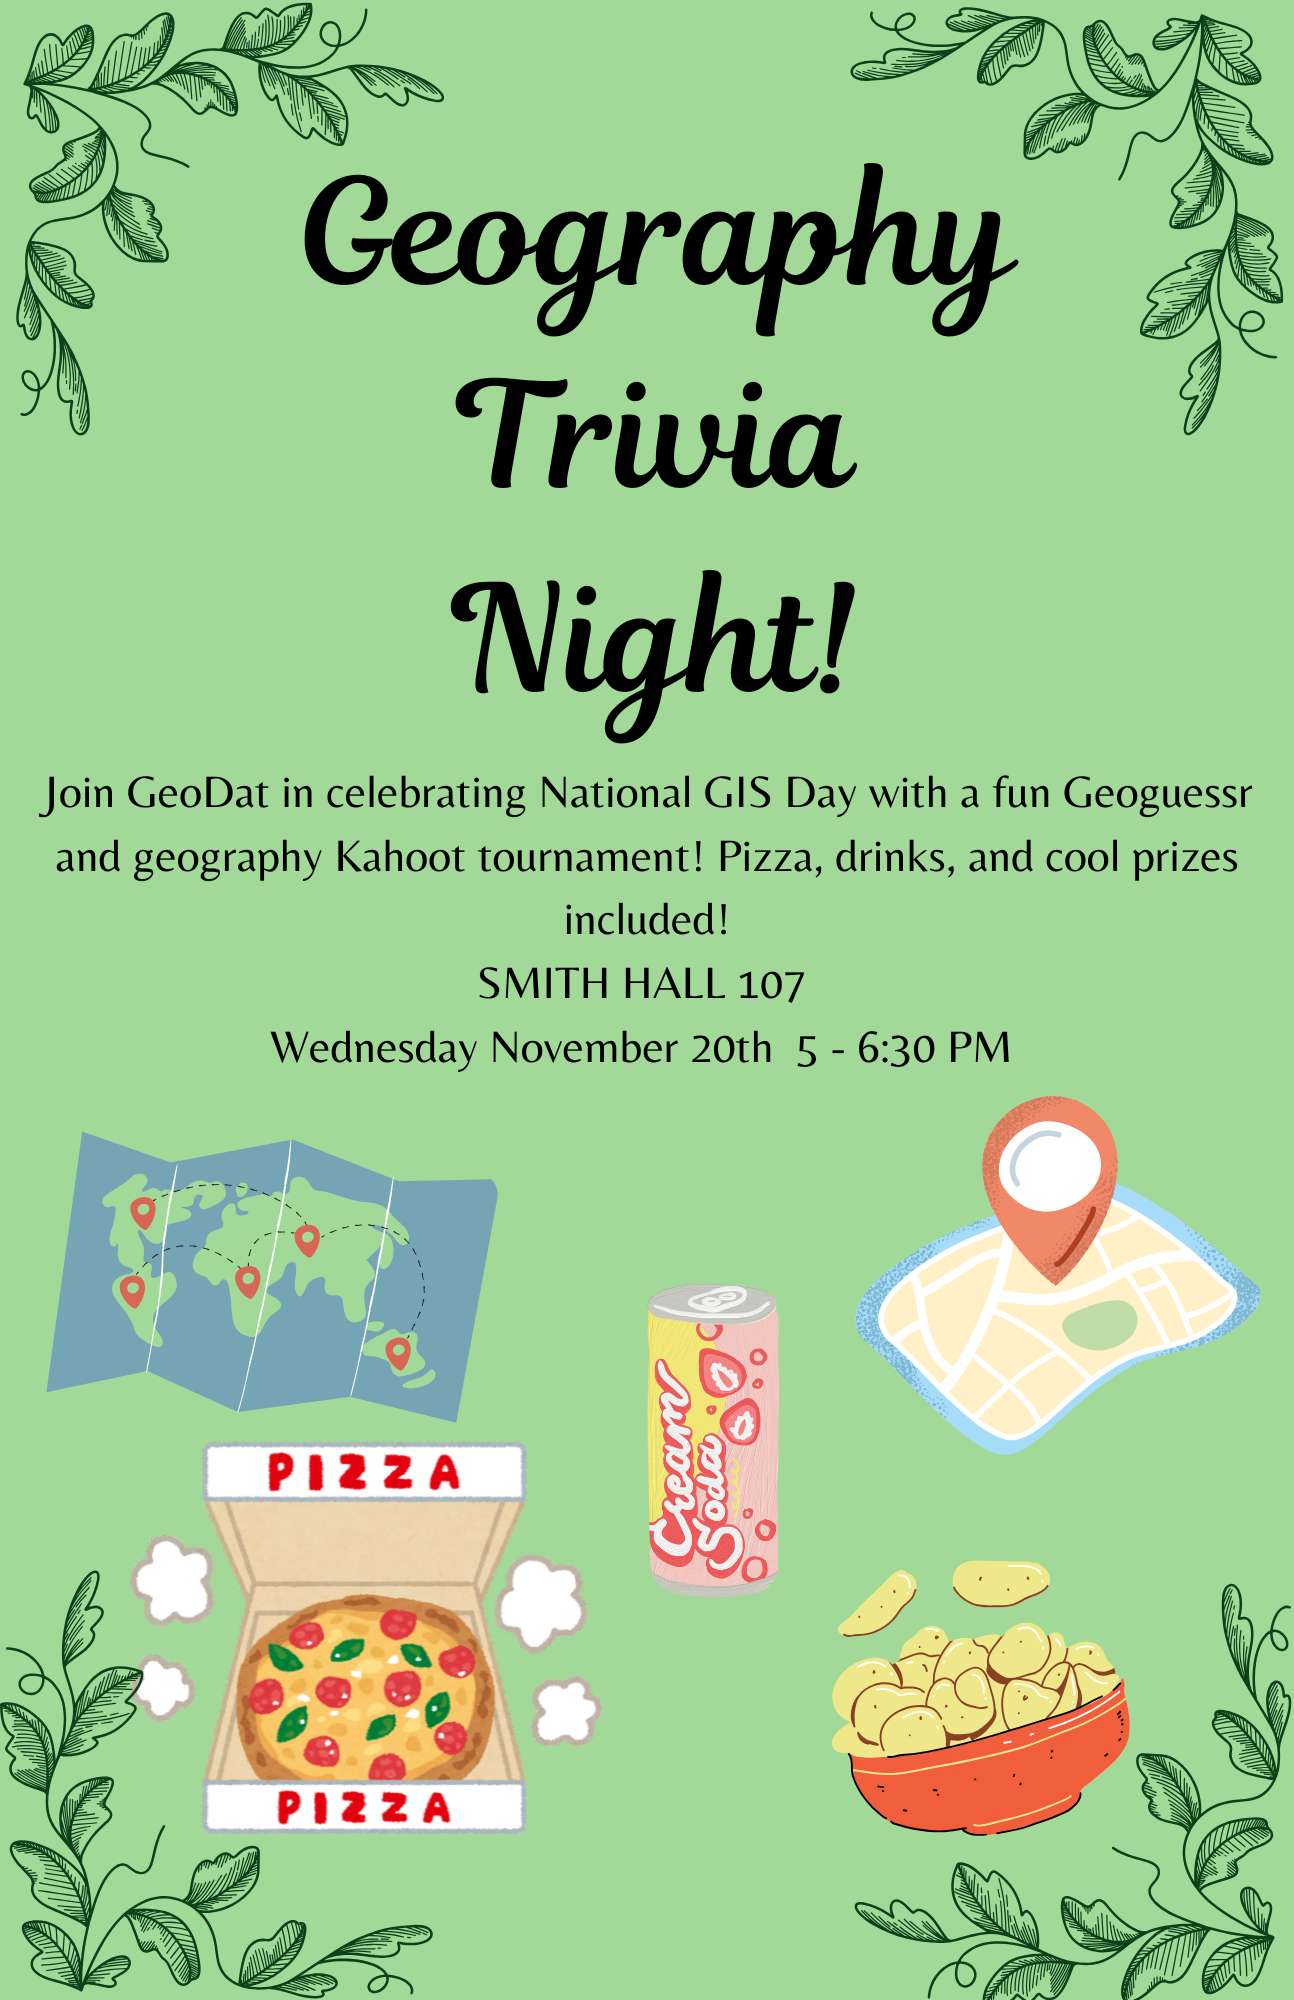 Geography
Trivia
Night!
Join GeoDat in celebrating National GIS Day with a fun Geoguessr
and geography Kahoot tournament! Pizza, drinks, and cool prizes
included!
SMITH HALL 107
Wednesday November 20th 5 - 6:30 PM
PIZZA
Cream
Soda
PIZZA